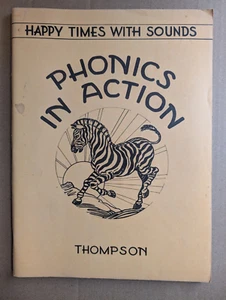 HAPPY TIMES WITH SOUNDS
PHONICS
IN ACTION
THOMPSON